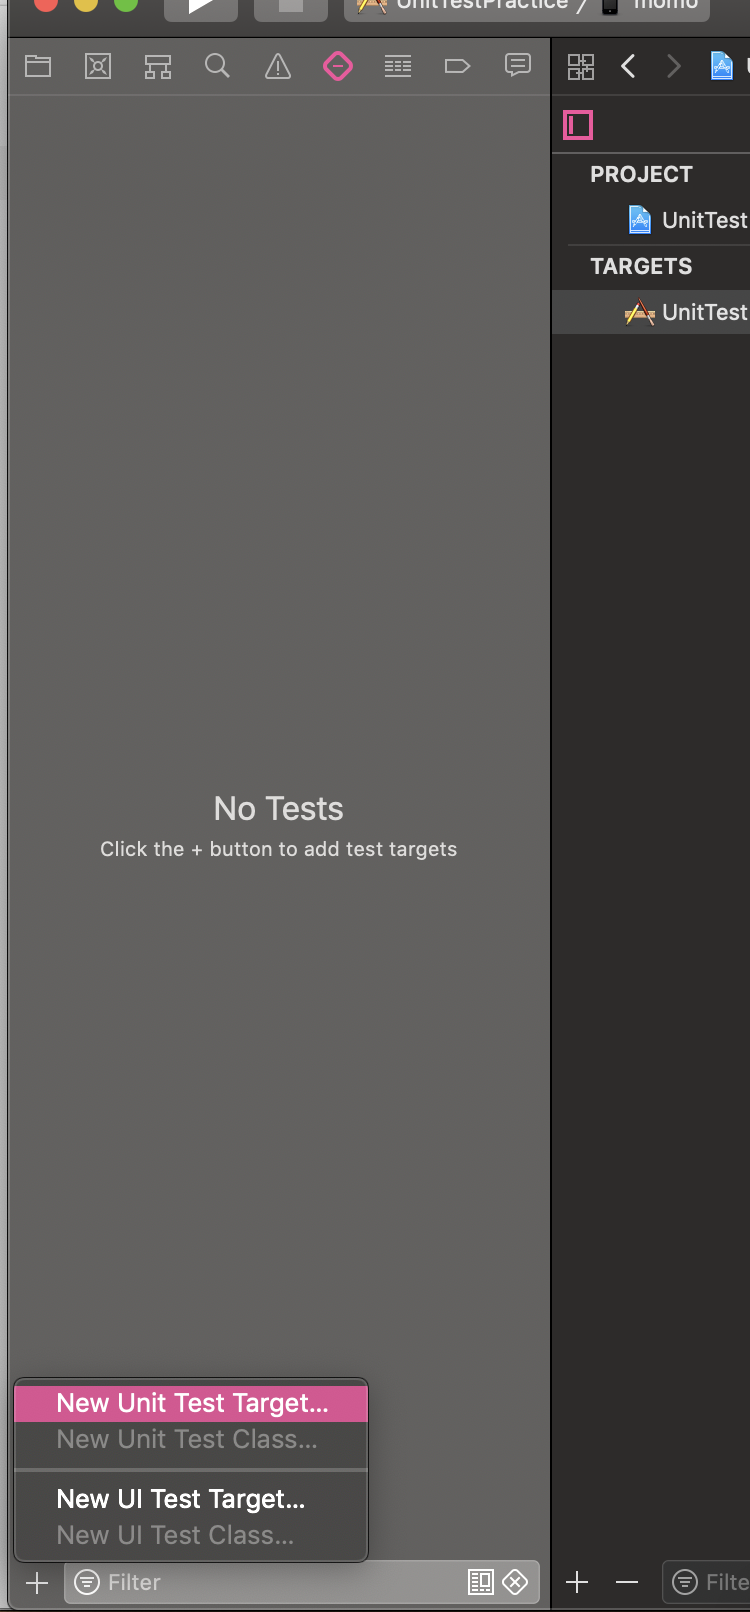 UnitTestPractice
momo
PROJECT
UnitTest
TARGETS
UnitTest
No Tests
Click the + button to add test targets
New Unit Test Target...
New Unit Test Class...
New UI Test Target...
New UI Test Class...
Filter
Filte